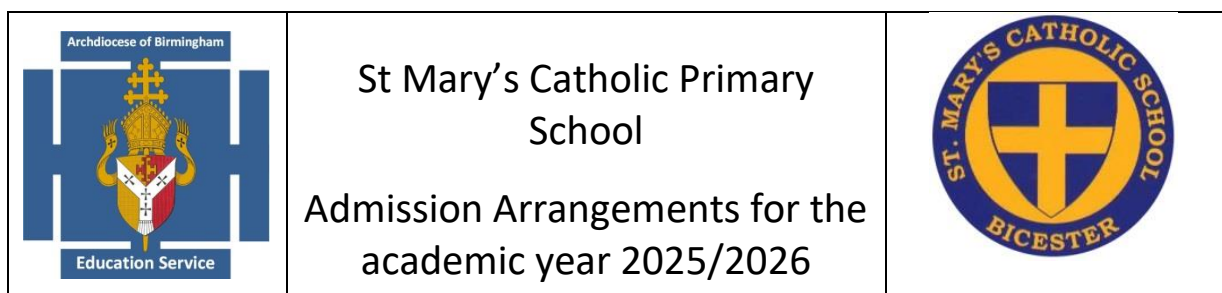 Archdiocese of Birmingham
Education Service
St Mary’s Catholic Primary
School
Admission Arrangements for the
academic year 2025/2026
ST. MARY'S CATHOLIC SCHOOL
BICESTER